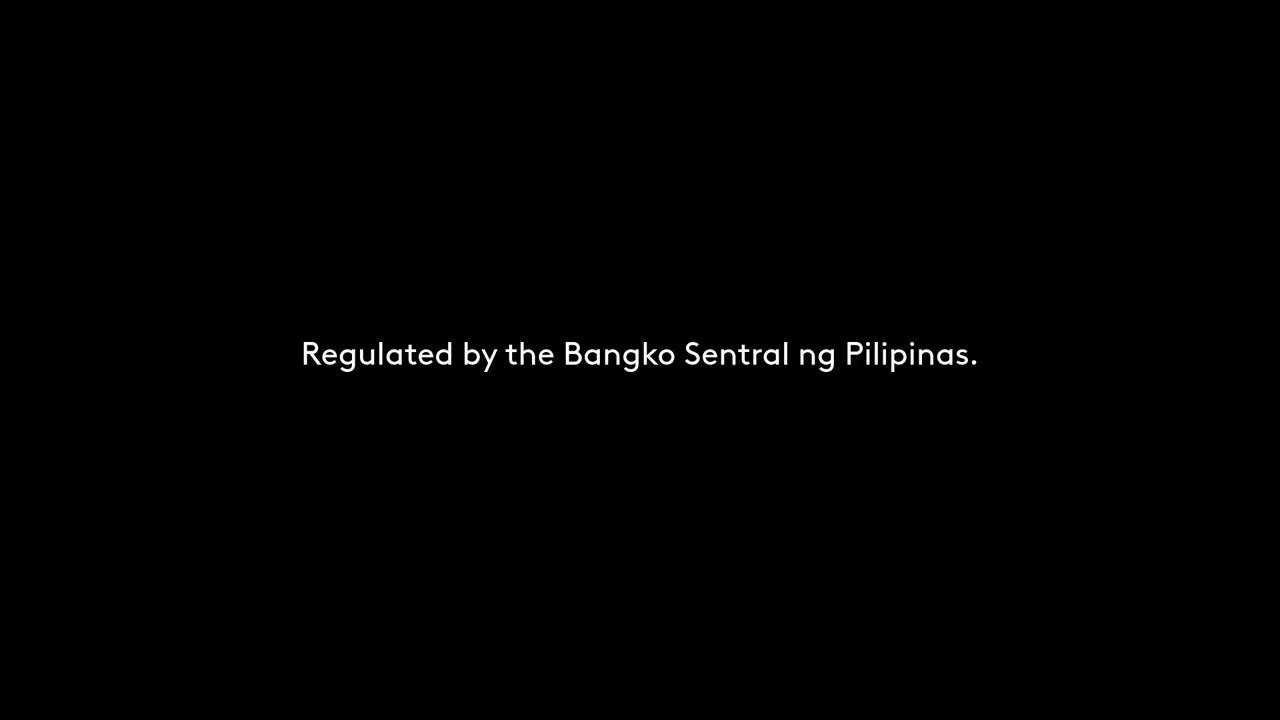 Regulated by the Bangko Sentral ng Pilipinas.